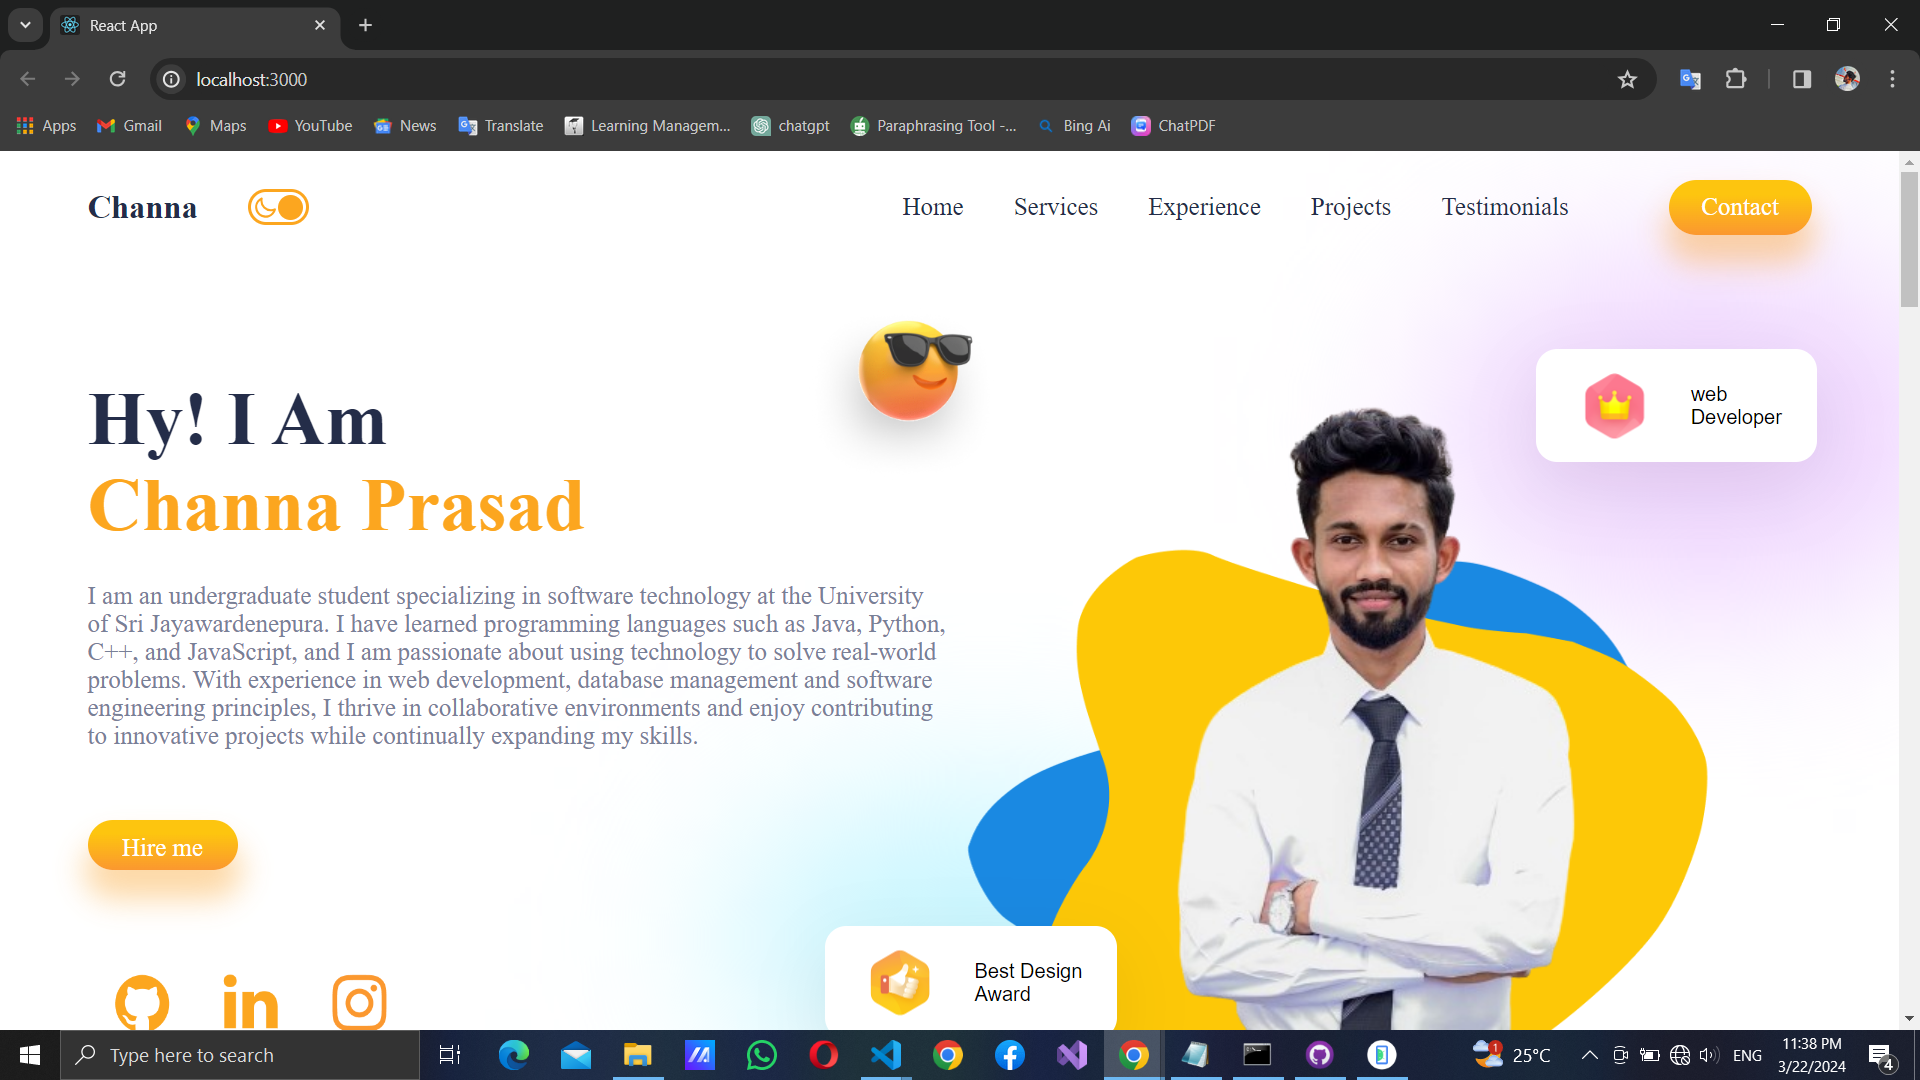 React App
localhost:3000
Apps Gmail Maps YouTube News Translate Learning Managem... chatgpt Paraphrasing Tool -... Bing Ai ChatPDF
Channa Home Services Experience Projects Testimonials Contact
web
Developer
Hy! I Am
Channa Prasad
I am an undergraduate student specializing in software technology at the University
of Sri Jayawardenepura. I have learned programming languages such as Java, Python,
C++, and JavaScript, and I am passionate about using technology to solve real-world
problems. With experience in web development, database management and software
engineering principles, I thrive in collaborative environments and enjoy contributing
to innovative projects while continually expanding my skills.
Hire me
Best Design
Award
in
Type here to search
1
25°C
ENG
11:38 PM
3/22/2024
4